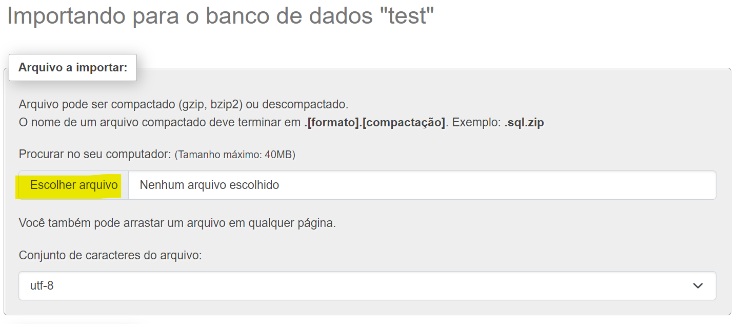 Importando para o banco de dados "test"
Arquivo a importar:
Arquivo pode ser compactado (gzip, bzip2) ou descompactado.
O nome de um arquivo compactado deve terminar em .[formato].[compactação]. Exemplo: .sql.zip
Procurar no seu computador: (Tamanho máximo: 40MB)
Escolher arquivo Nenhum arquivo escolhido
Você também pode arrastar um arquivo em qualquer página.
Conjunto de caracteres do arquivo:
utf-8